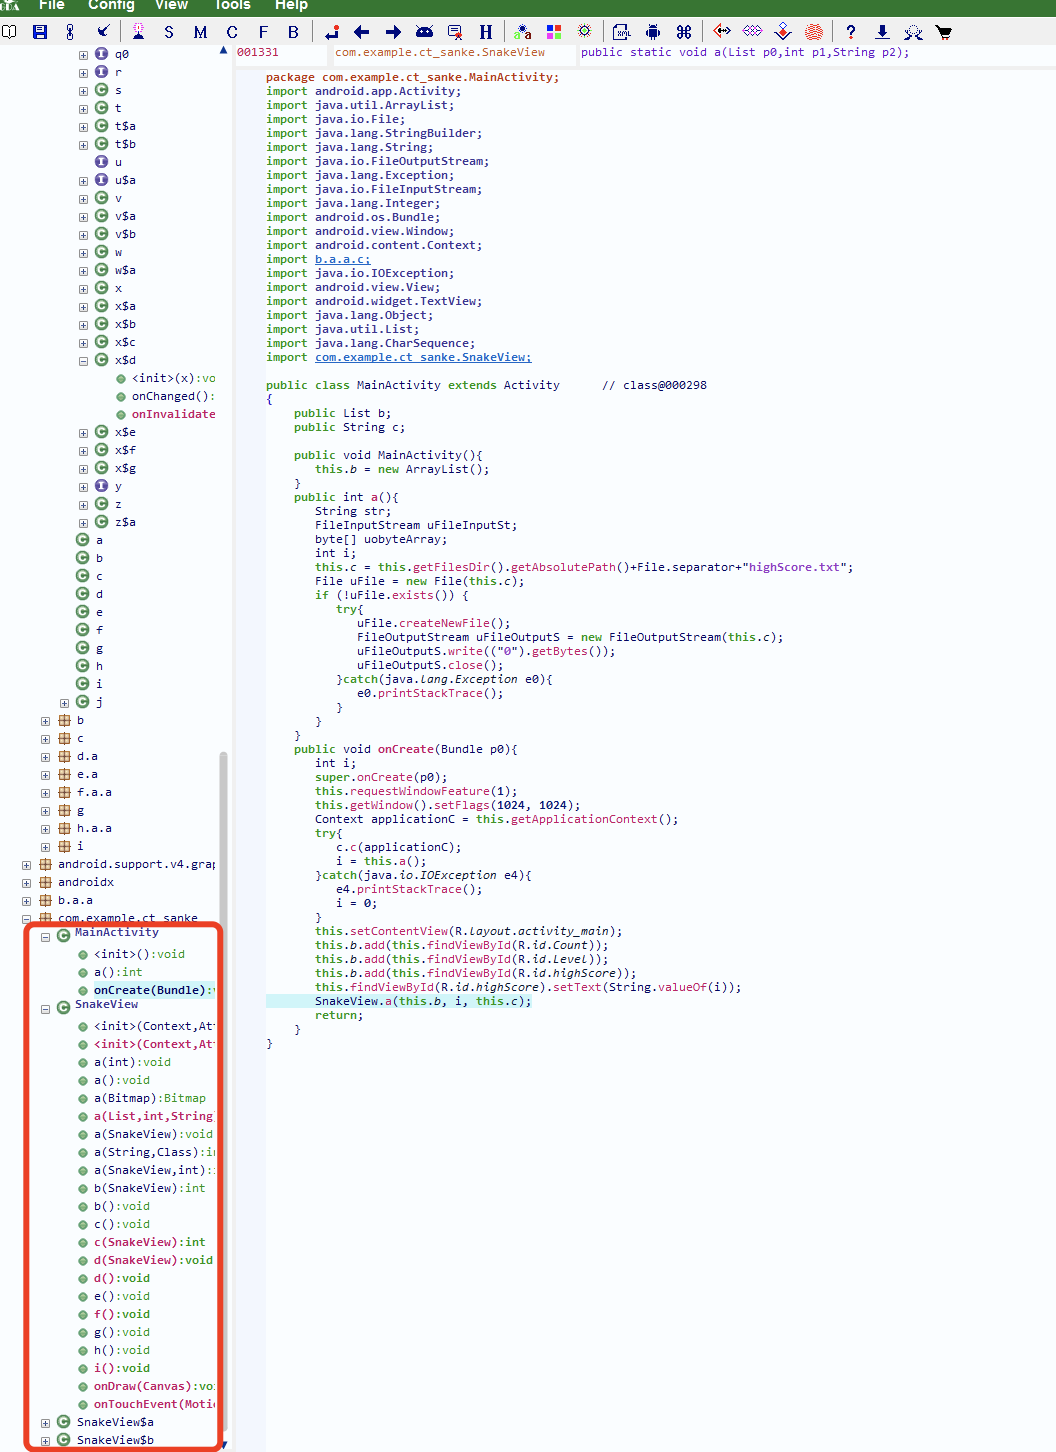 File Config View Tools Help
S M C F B H ?
001331 com.example.ct_sanke.SnakeView public static void a(List p0,int p1,String p2);
q0
r
s
t
t$a
t$b
u
u$a
v
v$a
v$b
w
w$a
x
x$a
x$b
x$c
x$d
<init>(x):vo
onChanged():
onInvalidate
x$e
x$f
x$g
y
z
z$a
a
b
c
d
e
f
g
h
i
j
b
c
d.a
e.a
f.a.a
g
h.a.a
i
android.support.v4.gra
androidx
b.a.a
com.example.ct_sanke
MainActivity
<init>():void
a():int
onCreate(Bundle):
SnakeView
<init>(Context,At
<init>(Context,At
a(int):void
a():void
a(Bitmap):Bitmap
a(List,int,String
a(SnakeView):void
a(String,Class):i
a(SnakeView,int):
b(SnakeView):int
b():void
c():void
c(SnakeView):int
d(SnakeView):void
d():void
e():void
f():void
g():void
h():void
i():void
onDraw(Canvas):vo
onTouchEvent(Moti
SnakeView$a
SnakeView$b
package com.example.ct_sanke.MainActivity;
import android.app.Activity;
import java.util.ArrayList;
import java.io.File;
import java.lang.StringBuilder;
import java.lang.String;
import java.io.FileOutputStream;
import java.lang.Exception;
import java.io.FileInputStream;
import java.lang.Integer;
import android.os.Bundle;
import android.view.Window;
import android.content.Context;
import b.a.a.c;
import java.io.IOException;
import android.view.View;
import android.widget.TextView;
import java.lang.Object;
import java.util.List;
import java.lang.CharSequence;
import com.example.ct_sanke.SnakeView;
public class MainActivity extends Activity // class@000298
{
public List b;
public String c;
public void MainActivity(){
this.b = new ArrayList();
}
public int a(){
String str;
FileInputStream uFileInputSt;
byte[] uobyteArray;
int i;
this.c = this.getFilesDir().getAbsolutePath()+File.separator+"highScore.txt";
File uFile = new File(this.c);
if (!uFile.exists()) {
try{
uFile.createNewFile();
FileOutputStream uFileOutputS = new FileOutputStream(this.c);
uFileOutputS.write(("0").getBytes());
uFileOutputS.close();
}catch(java.lang.Exception e0){
e0.printStackTrace();
}
}
}
public void onCreate(Bundle p0){
int i;
super.onCreate(p0);
this.requestWindowFeature(1);
this.getWindow().setFlags(1024, 1024);
Context applicationC = this.getApplicationContext();
try{
c.c(applicationC);
i = this.a();
}catch(java.io.IOException e4){
e4.printStackTrace();
i = 0;
}
this.setContentView(R.layout.activity_main);
this.b.add(this.findViewById(R.id.Count));
this.b.add(this.findViewById(R.id.Level));
this.b.add(this.findViewById(R.id.highScore));
this.findViewById(R.id.highScore).setText(String.valueOf(i));
SnakeView.a(this.b, i, this.c);
return;
}
}